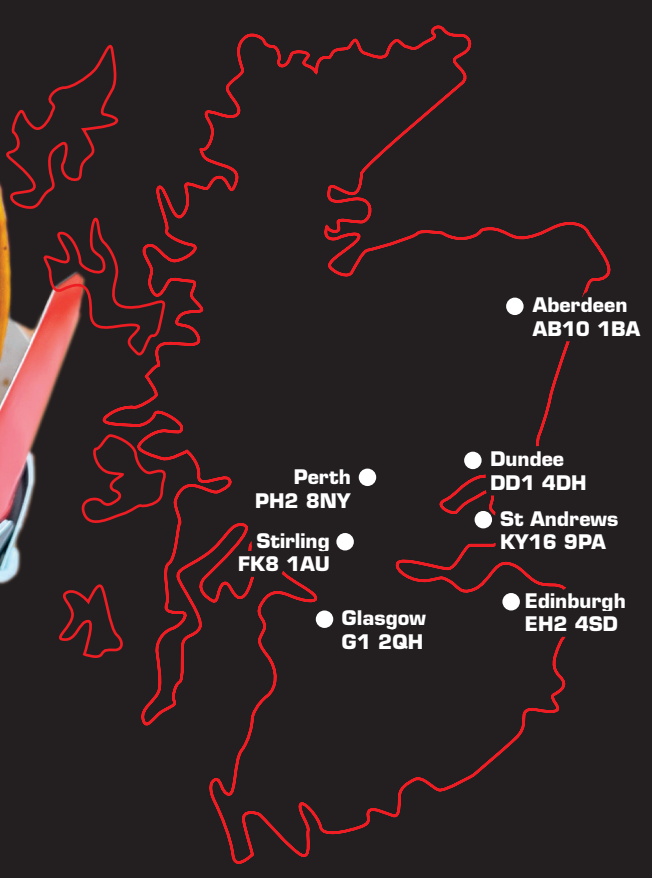 Aberdeen
AB10 1BA
Dundee
DD1 4DH
Perth
PH2 8NY
St Andrews
KY16 9PA
Stirling
FK8 1AU
Edinburgh
EH2 4SD
Glasgow
G1 2QH